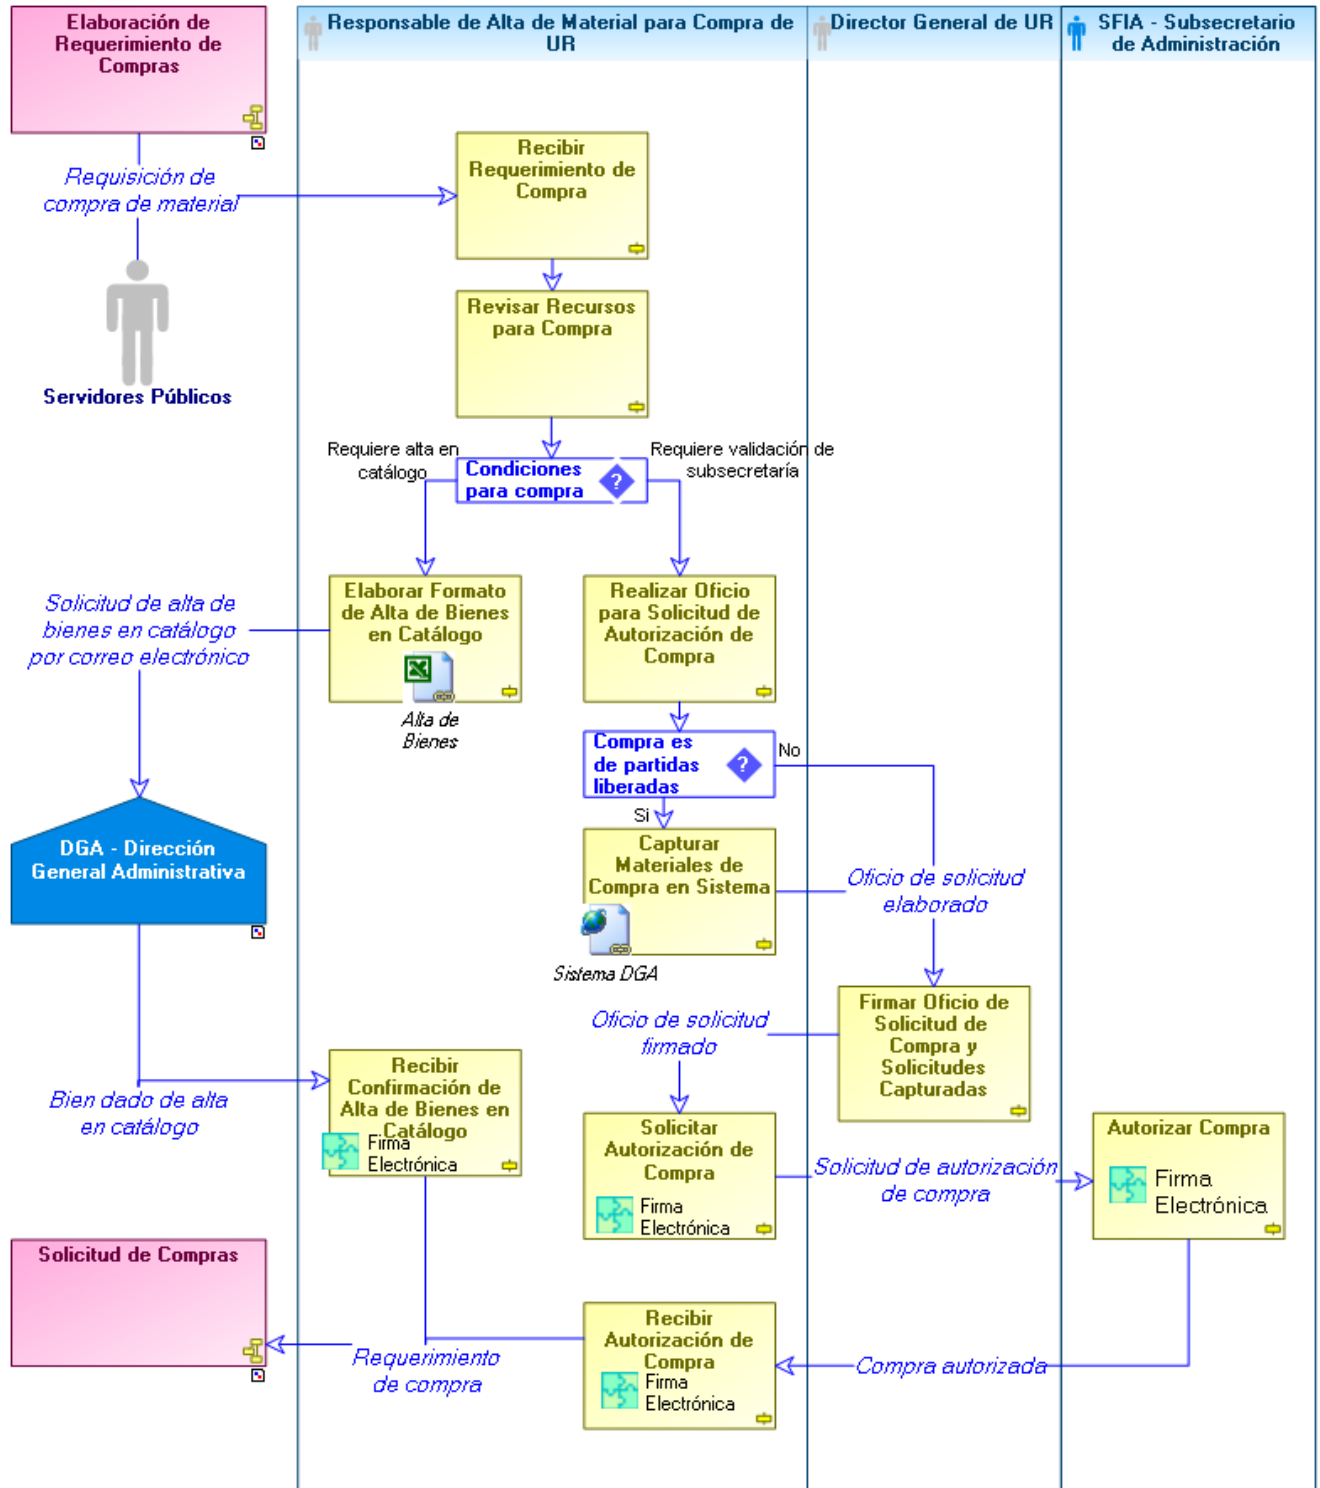 Elaboración de
Requerimiento de
Compras
Responsable de Alta de Material para Compra de
UR
Director General de UR
SFIA - Subsecretario
de Administración
Requisición de
compra de material
Recibir
Requerimiento de
Compra
Servidores Públicos
Revisar Recursos
para Compra
Requiere alta en
catálogo
Condiciones
para compra
?
Requiere validación de
subsecretaría
Solicitud de alta de
bienes en catálogo
por correo electrónico
Elaborar Formato
de Alta de Bienes
en Catálogo
Alta de
Bienes
Realizar Oficio
para Solicitud de
Autorización de
Compra
Compra es
de partidas
liberadas
?
No
Si
DGA - Dirección
General Administrativa
Capturar
Materiales de
Compra en Sistema
Sistema DGA
Oficio de solicitud
elaborado
Firmar Oficio de
Solicitud de
Compra y
Solicitudes
Capturadas
Oficio de solicitud
firmado
Bien dado de alta
en catálogo
Recibir
Confirmación de
Alta de Bienes en
Catálogo
Firma
Electrónica
Solicitar
Autorización de
Compra
Firma
Electrónica
Solicitud de autorización
de compra
Autorizar Compra
Firma
Electrónica
Solicitud de Compras
Requerimiento
de compra
Recibir
Autorización de
Compra
Firma
Electrónica
Compra autorizada